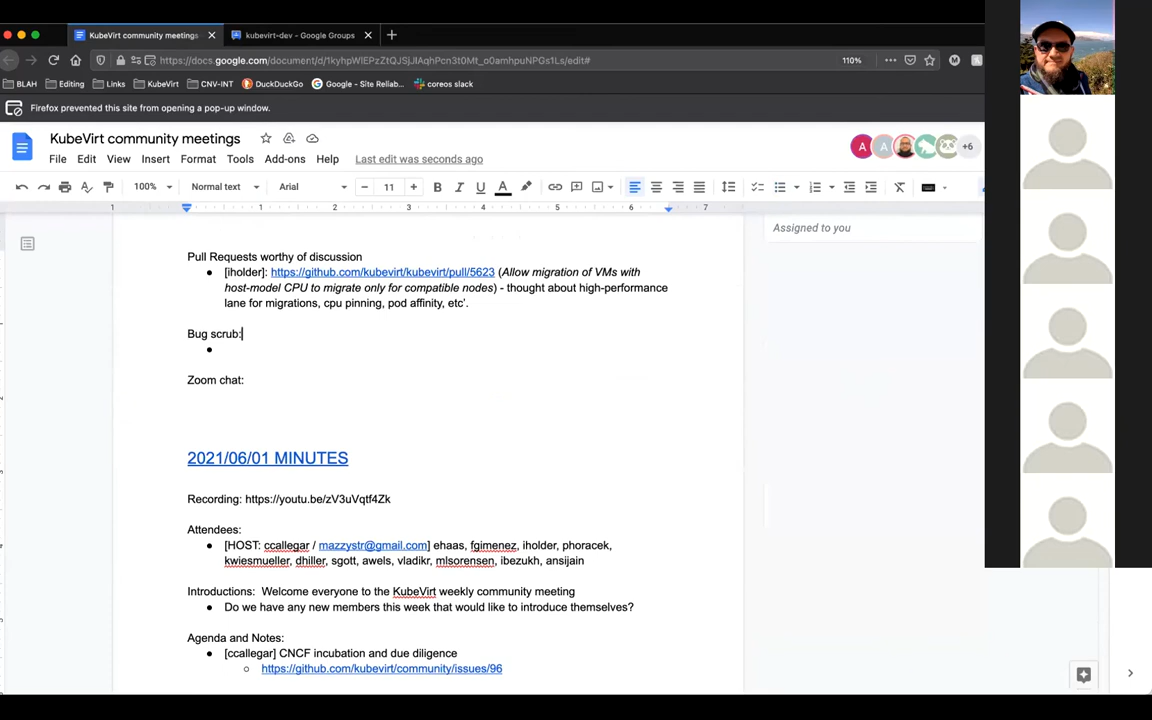 KubeVirt community meetings
kubevirt-dev - Google Groups
https://docs.google.com/document/d/1kyhpWlEPzZtQJSjJlAqhPcn3t0Mt_o0amhpuNPGs1Ls/edit#
110%
BLAH
Editing
Links
KubeVirt
CNV-INT
DuckDuckGo
Google - Site Reliab...
coreos slack
Firefox prevented this site from opening a pop-up window.
KubeVirt community meetings
File Edit View Insert Format Tools Add-ons Help Last edit was seconds ago
A A +6
100% Normal text Arial 11
1 1 2 3 4 5 6 7
Assigned to you
Pull Requests worthy of discussion
[iholder]: https://github.com/kubevirt/kubevirt/pull/5623 (Allow migration of VMs with
host-model CPU to migrate only for compatible nodes) - thought about high-performance
lane for migrations, cpu pinning, pod affinity, etc'.
Bug scrub:
Zoom chat:
2021/06/01 MINUTES
Recording: https://youtu.be/zV3uVqtf4Zk
Attendees:
[HOST: ccallegar / mazzystr@gmail.com] ehaas, fgimenez, iholder, phoracek,
kwiesmueller, dhiller, sgott, awels, vladikr, mlsorensen, ibezukh, ansijain
Introductions: Welcome everyone to the KubeVirt weekly community meeting
Do we have any new members this week that would like to introduce themselves?
Agenda and Notes:
[ccallegar] CNCF incubation and due diligence
https://github.com/kubevirt/community/issues/96